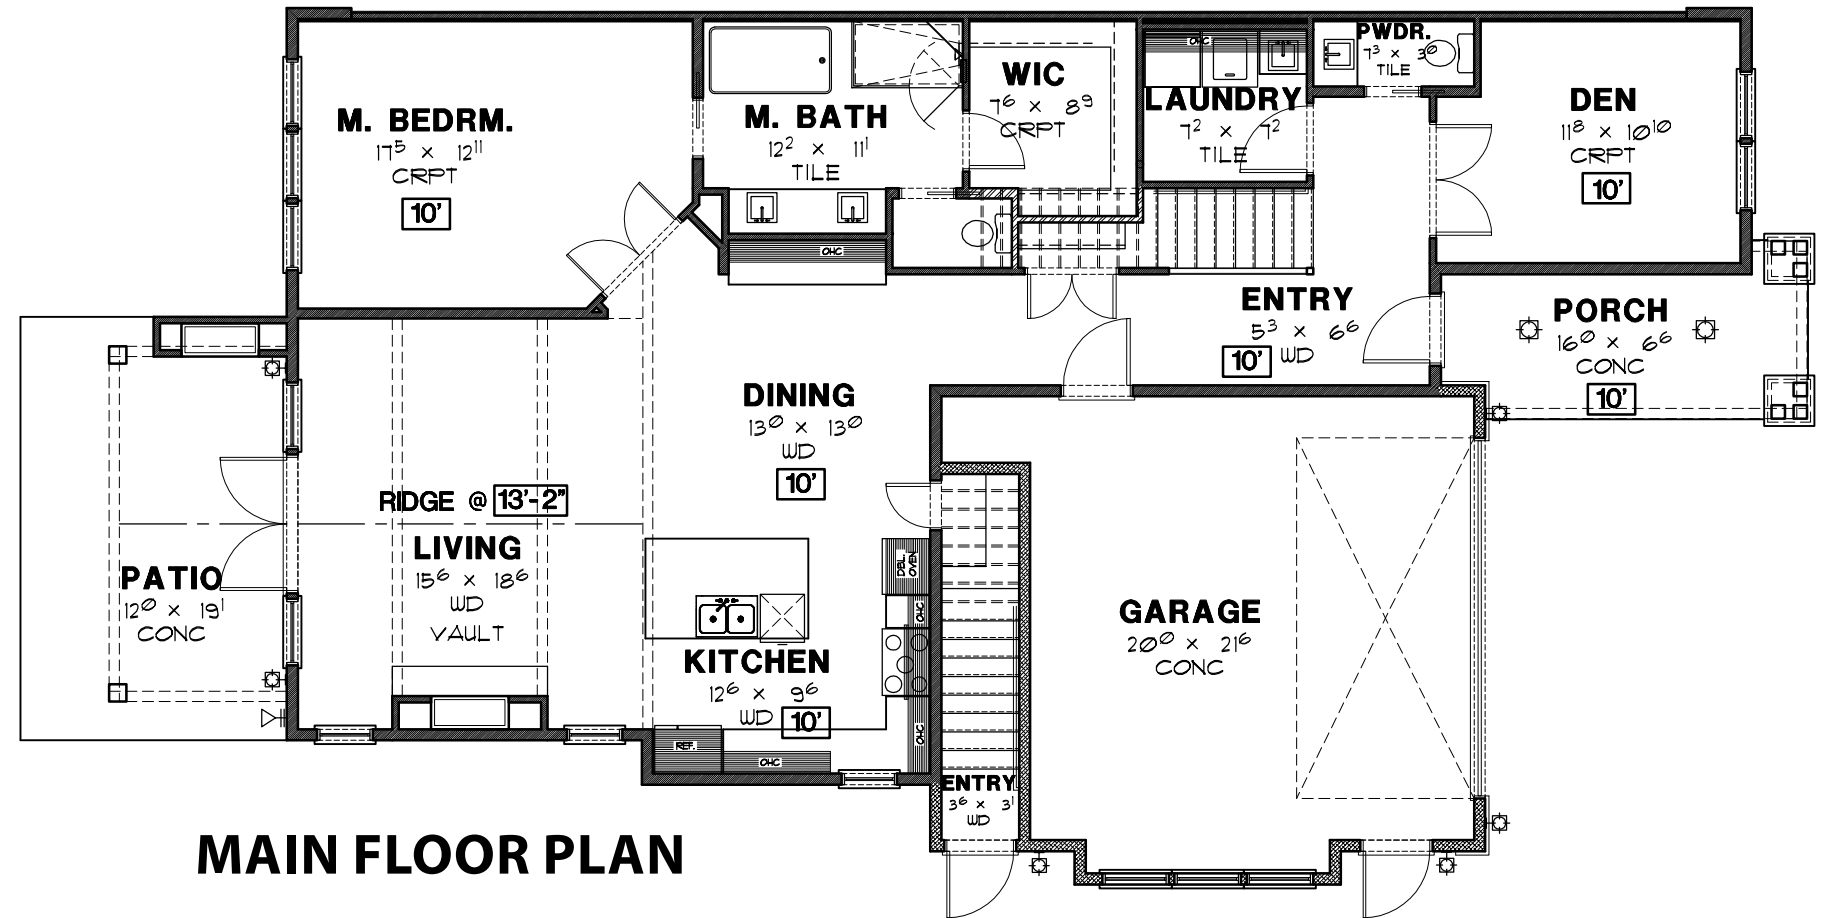 M. BEDRM.
17⁵ × 12¹¹
CRPT
10'
M. BATH
12² × 11¹
TILE
OHC
WIC
7⁶ × 8⁹
CRPT
OHC
LAUNDRY
7² × 7²
TILE
PWDR.
7³ × 3⁰
TILE
DEN
11⁸ × 10¹⁰
CRPT
10'
ENTRY
5³ × 6⁶
10' WD
PORCH
16⁰ × 6⁶
CONC
10'
DINING
13⁰ × 13⁰
WD
10'
RIDGE @ 13'-2"
LIVING
15⁶ × 18⁶
WD
VAULT
PATIO
12⁰ × 19¹
CONC
DBL.
OVEN
OHC
KITCHEN
12⁶ × 9⁶
WD 10'
OHC
REF.
OHC
GARAGE
20⁰ × 21⁶
CONC
ENTRY
3⁶ × 3¹
WD
MAIN FLOOR PLAN